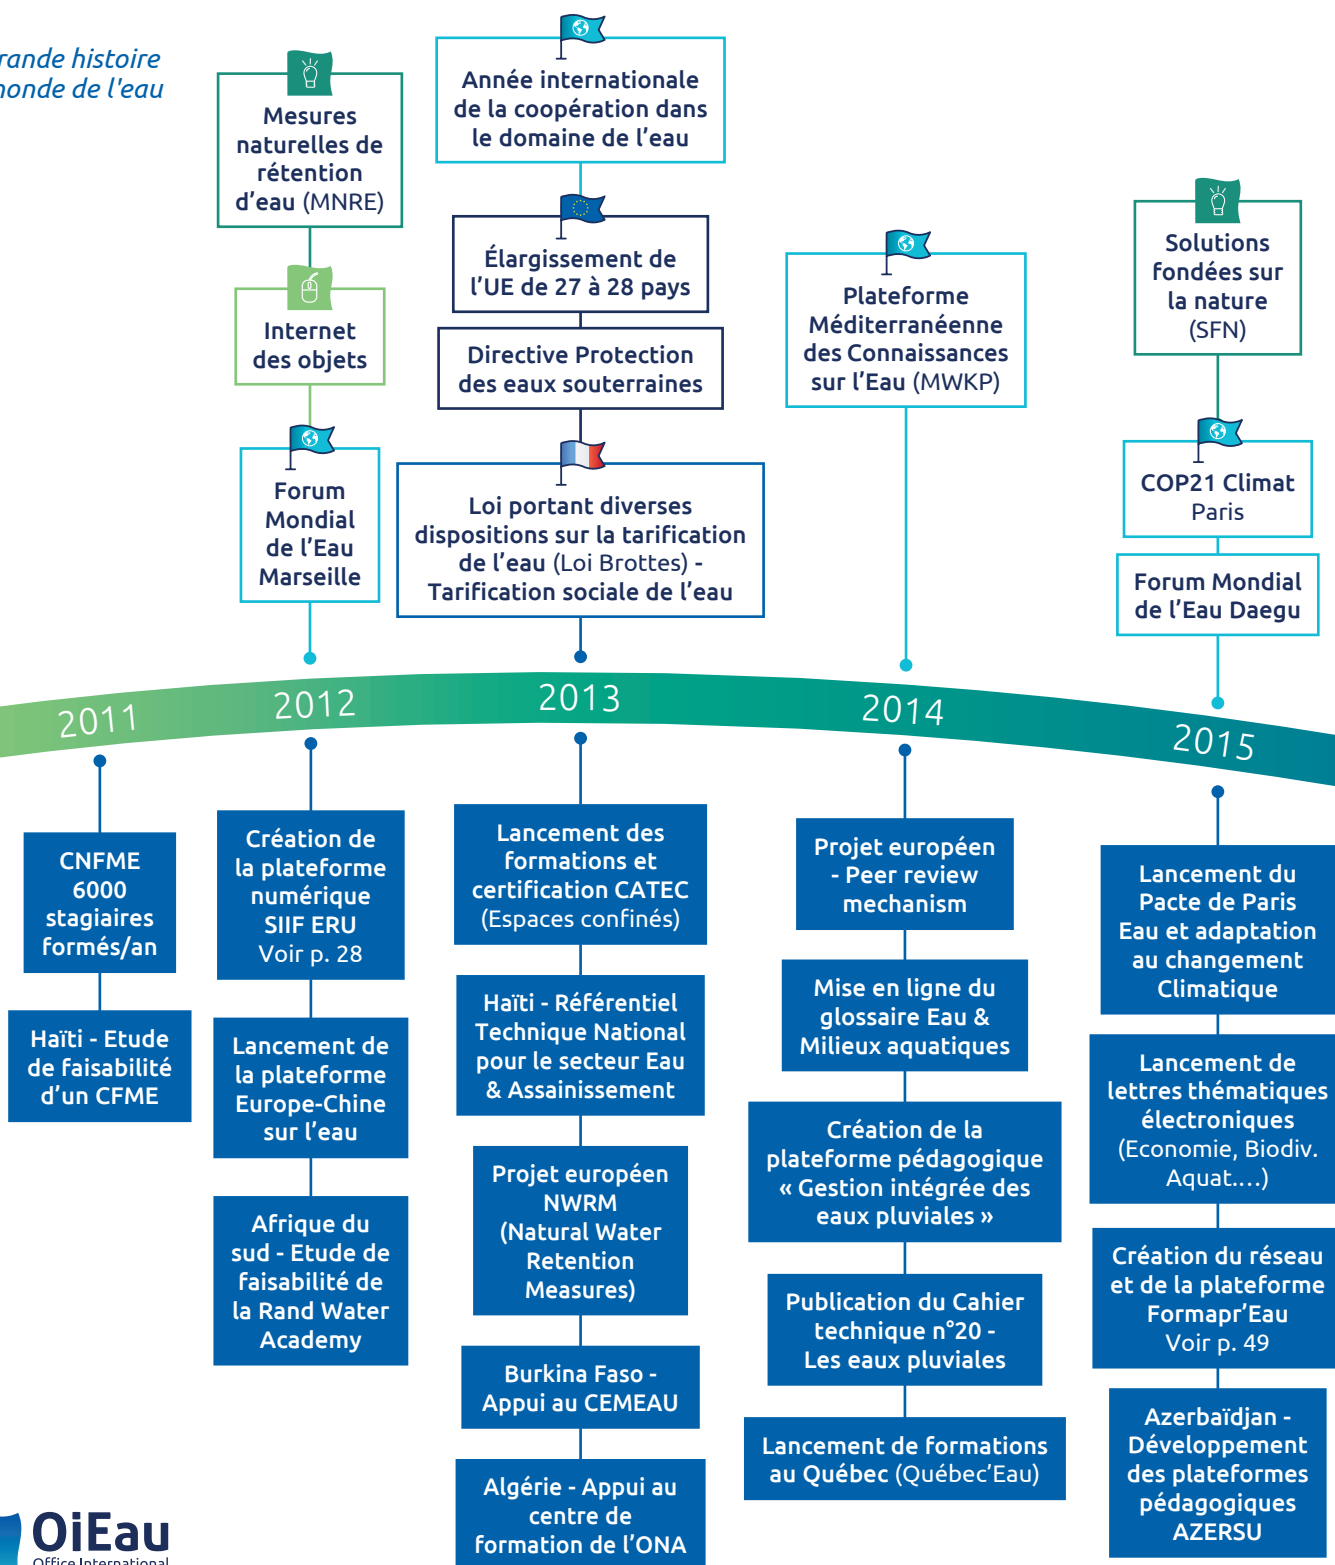 rande histoire
monde de l'eau
Mesures
naturelles de
rétention
d'eau (MNRE)
Internet
des objets
Forum
Mondial
de l'Eau
Marseille
Année internationale
de la coopération dans
le domaine de l'eau
Élargissement de
l'UE de 27 à 28 pays
Directive Protection
des eaux souterraines
Loi portant diverses
dispositions sur la tarification
de l'eau (Loi Brottes) -
Tarification sociale de l'eau
Plateforme
Méditerranéenne
des Connaissances
sur l'Eau (MWKP)
Solutions
fondées sur
la nature
(SFN)
COP21 Climat
Paris
Forum Mondial
de l'Eau Daegu
2011
2012
2013
2014
2015
CNFME
6000
stagiaires
formés/an
Haïti - Etude
de faisabilité
d'un CFME
Création de
la plateforme
numérique
SIIF ERU
Voir p. 28
Lancement de
la plateforme
Europe-Chine
sur l'eau
Afrique du
sud - Etude de
faisabilité de
la Rand Water
Academy
Lancement des
formations et
certification CATEC
(Espaces confinés)
Haïti - Référentiel
Technique National
pour le secteur Eau
& Assainissement
Projet européen
NWRM
(Natural Water
Retention
Measures)
Burkina Faso -
Appui au CEMEAU
Algérie - Appui au
centre de
formation de l'ONA
Projet européen
- Peer review
mechanism
Mise en ligne du
glossaire Eau &
Milieux aquatiques
Création de la
plateforme pédagogique
« Gestion intégrée des
eaux pluviales »
Publication du Cahier
technique n°20 -
Les eaux pluviales
Lancement de formations
au Québec (Québec'Eau)
Lancement du
Pacte de Paris
Eau et adaptation
au changement
Climatique
Lancement de
lettres thématiques
électroniques
(Economie, Biodiv.
Aquat.…)
Création du réseau
et de la plateforme
Formapr'Eau
Voir p. 49
Azerbaïdjan -
Développement
des plateformes
pédagogiques
AZERSU
OiEau
Office International